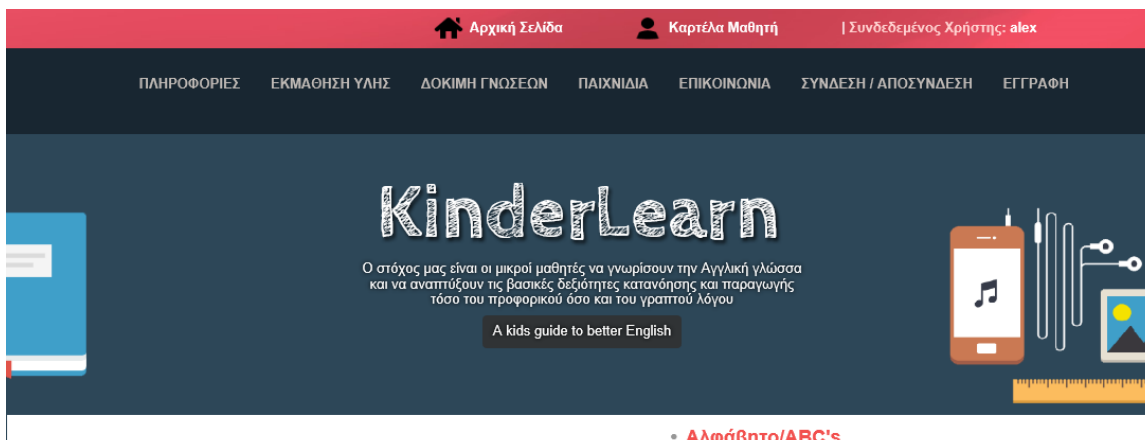 Αρχική Σελίδα Καρτέλα Μαθητή | Συνδεδεμένος Χρήστης: alex
ΠΛΗΡΟΦΟΡΙΕΣ ΕΚΜΑΘΗΣΗ ΥΛΗΣ ΔΟΚΙΜΗ ΓΝΩΣΕΩΝ ΠΑΙΧΝΙΔΙΑ ΕΠΙΚΟΙΝΩΝΙΑ ΣΥΝΔΕΣΗ / ΑΠΟΣΥΝΔΕΣΗ ΕΓΓΡΑΦΗ
KinderLearn
Ο στόχος μας είναι οι μικροί μαθητές να γνωρίσουν την Αγγλική γλώσσα
και να αναπτύξουν τις βασικές δεξιότητες κατανόησης και παραγωγής
τόσο του προφορικού όσο και του γραπτού λόγου
A kids guide to better English
• Αλφάβητο/ABC's